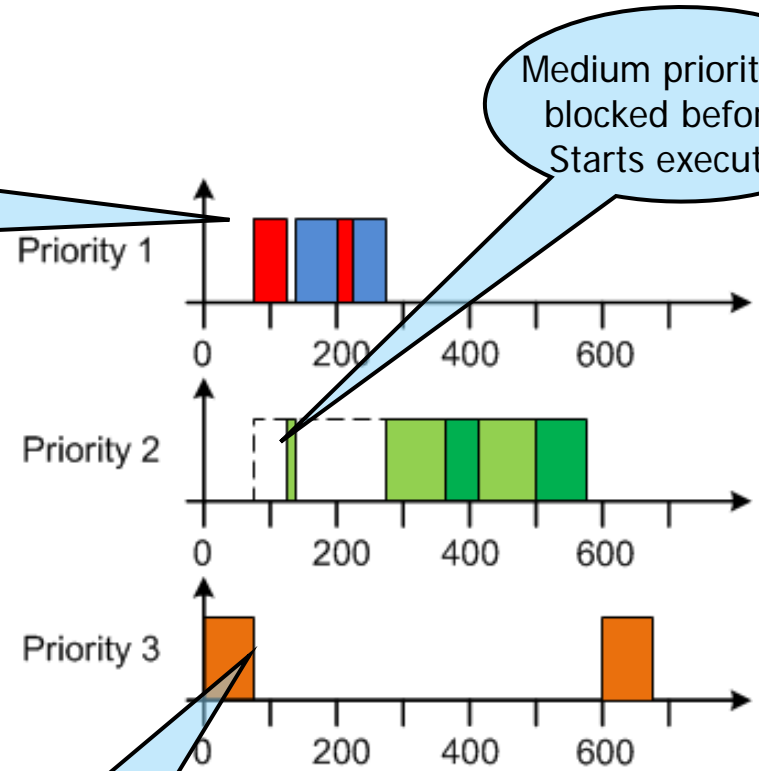 Medium priorit
blocked befor
Starts execut
Priority 1
0 200 400 600
Priority 2
0 200 400 600
Priority 3
0 200 400 600